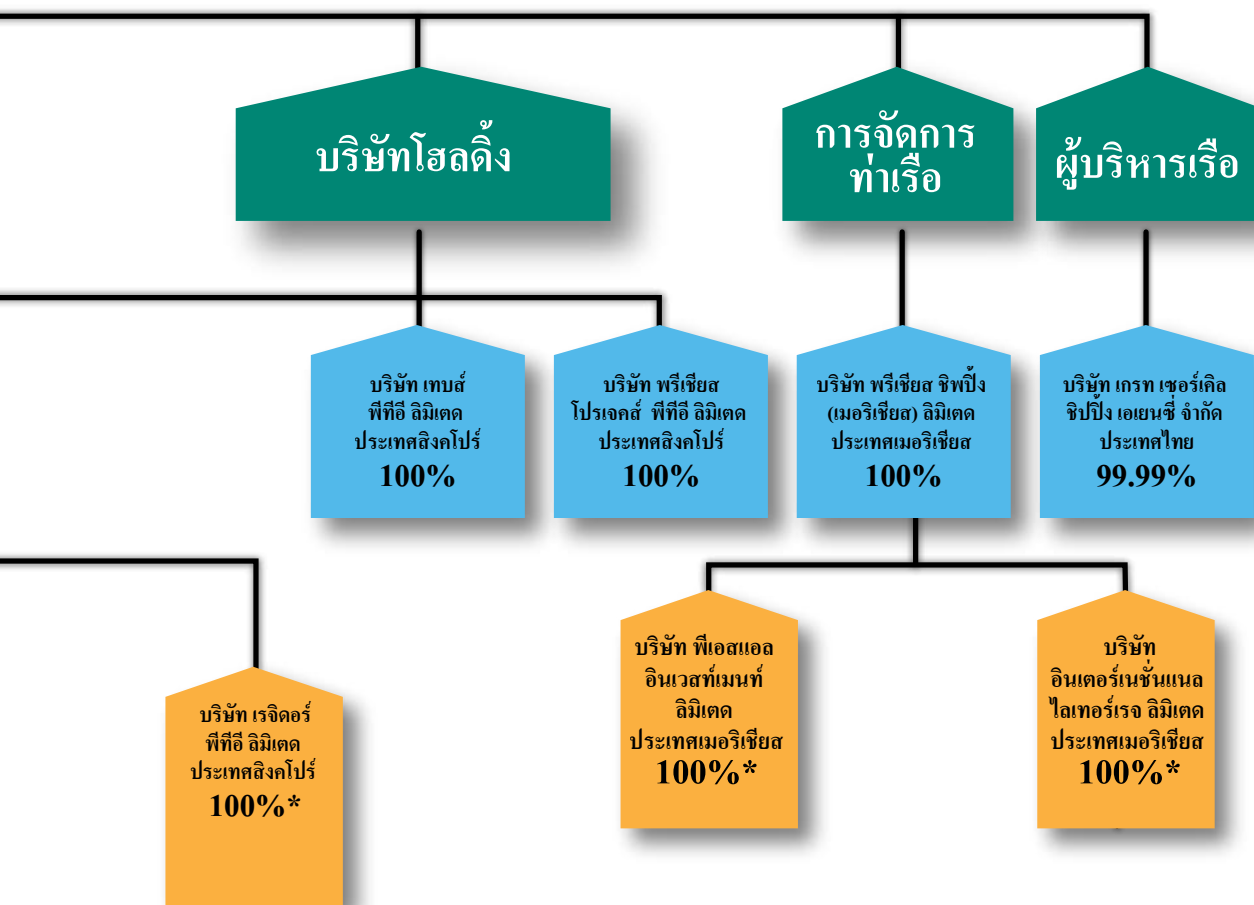 บริษัทโฮลดิ้ง
การจัดการ
ท่าเรือ
ผู้บริหารเรือ
บริษัท เทบส์
พีทีอี ลิมิเตด
ประเทศสิงคโปร์
100%
บริษัท พรีเชียส
โปรเจคส์ พีทีอี ลิมิเตด
ประเทศสิงคโปร์
100%
บริษัท พรีเชียส ชิพปิ้ง
(เมอริเชียส) ลิมิเตด
ประเทศเมอริเชียส
100%
บริษัท เกรท เซอร์เคิล
ชิปปิ้ง เอเยนซี่ จำกัด
ประเทศไทย
99.99%
บริษัท เรจิดอร์
พีทีอี ลิมิเตด
ประเทศสิงคโปร์
100%*
บริษัท พีเอสแอล
อินเวสท์เมนท์
ลิมิเตด
ประเทศเมอริเชียส
100%*
บริษัท
อินเตอร์เนชั่นแนล
ไลเทอร์เรจ ลิมิเตด
ประเทศเมอริเชียส
100%*